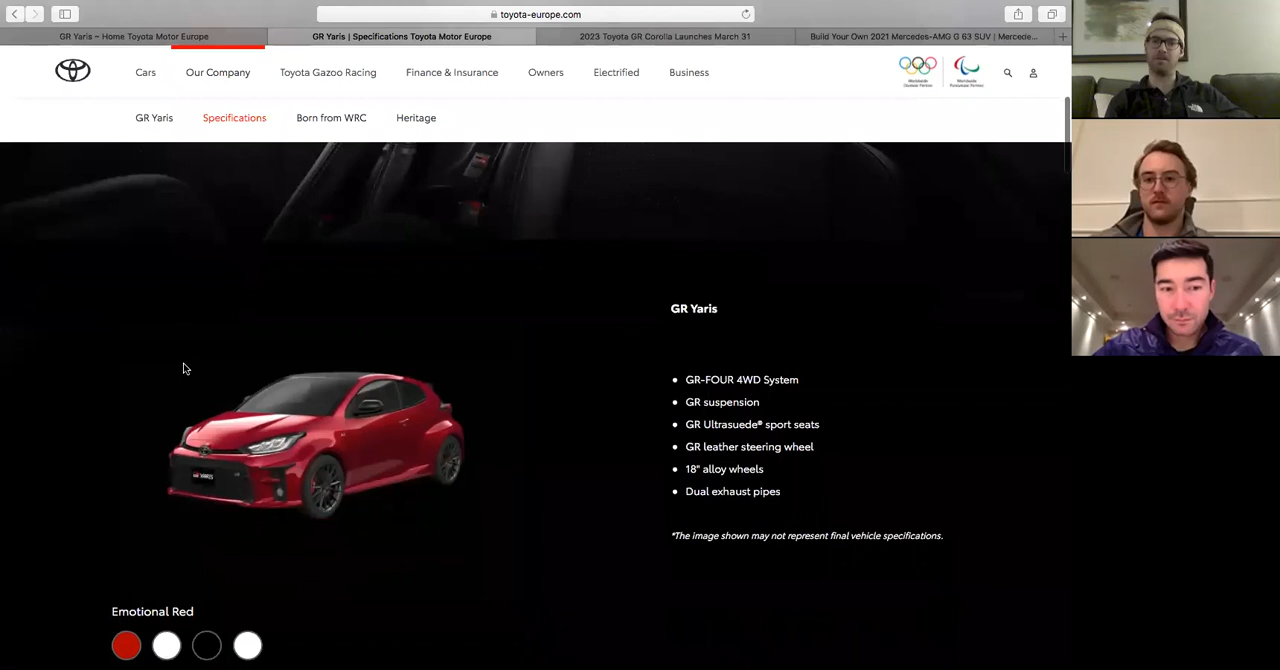 toyota-europe.com
GR Yaris – Home Toyota Motor Europe
GR Yaris | Specifications Toyota Motor Europe
2023 Toyota GR Corolla Launches March 31
Build Your Own 2021 Mercedes-AMG G 63 SUV | Mercede...
Cars
Our Company
Toyota Gazoo Racing
Finance & Insurance
Owners
Electrified
Business
GR Yaris
Specifications
Born from WRC
Heritage
GR Yaris
• GR-FOUR 4WD System
• GR suspension
• GR Ultrasuede® sport seats
• GR leather steering wheel
• 18" alloy wheels
• Dual exhaust pipes
*The image shown may not represent final vehicle specifications.
Emotional Red